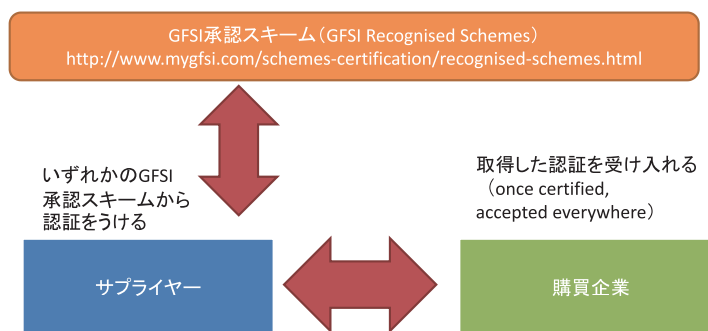 GFSI承認スキーム（GFSI Recognised Schemes）
http://www.mygfsi.com/schemes-certification/recognised-schemes.html
いずれかのGFSI
承認スキームから
認証をうける
取得した認証を受け入れる
（once certified,
accepted everywhere）
サプライヤー
購買企業